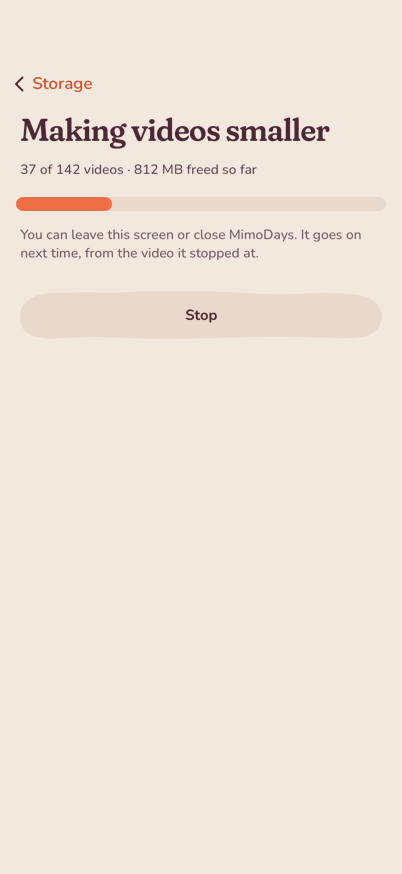 Storage
Making videos smaller
37 of 142 videos · 812 MB freed so far
You can leave this screen or close MimoDays. It goes on
next time, from the video it stopped at.
Stop